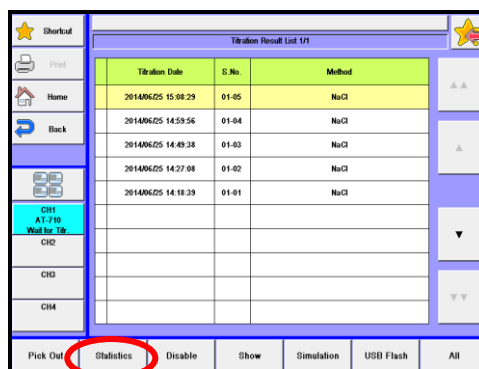 Shortcut
Titration Result List 1/1
Print
Home
Back
Titration Date S.No. Method
2014/06/25 15:08:29 01-05 NaCl
2014/06/25 14:59:56 01-04 NaCl
2014/06/25 14:49:38 01-03 NaCl
2014/06/25 14:27:08 01-02 NaCl
2014/06/25 14:18:39 01-01 NaCl
CH1
AT-710
Wait for Titr.
CH2
CH3
CH4
Pick Out Statistics Disable Show Simulation USB Flash All